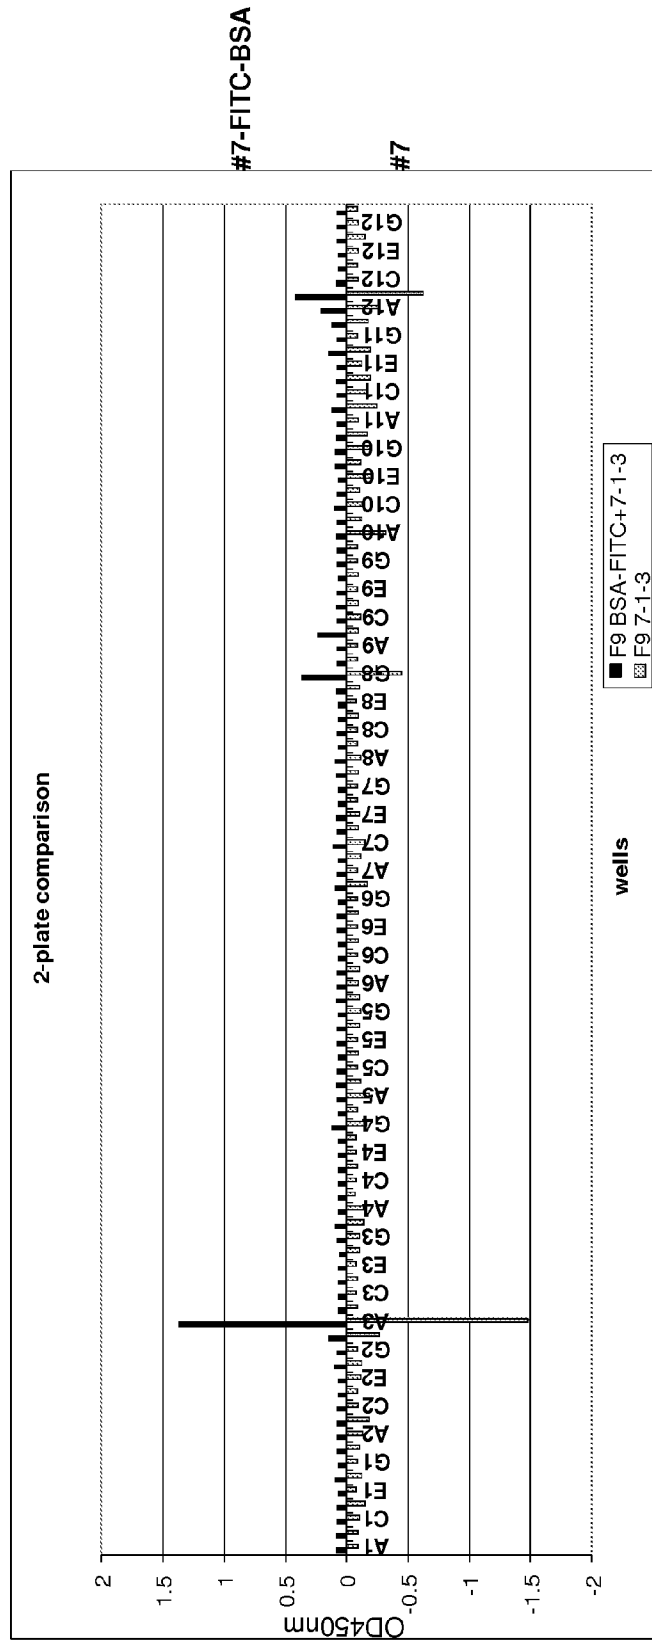 2-plate comparison
#7-FITC-BSA
#7
OD450nm
2
1.5
1
0.5
0
-0.5
-1
-1.5
-2
A1
C1
E1
G1
A2
C2
E2
G2
A3
C3
E3
G3
A4
C4
E4
G4
A5
C5
E5
G5
A6
C6
E6
G6
A7
C7
E7
G7
A8
C8
E8
G8
A9
C9
E9
G9
A10
C10
E10
G10
A11
C11
E11
G11
A12
C12
E12
G12
wells
F9 BSA-FITC+7-1-3
F9 7-1-3